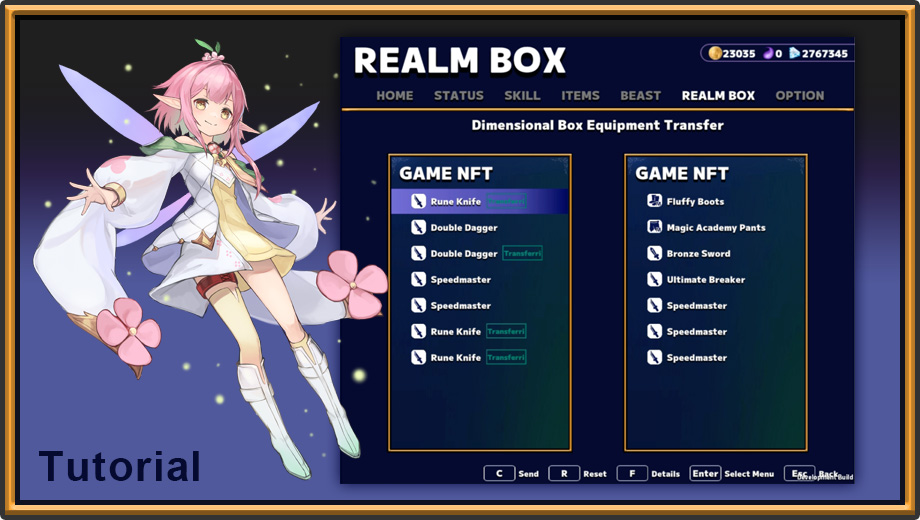 REALM BOX
23035 0 2767345
HOME STATUS SKILL ITEMS BEAST REALM BOX OPTION
Dimensional Box Equipment Transfer
GAME NFT
Rune Knife Transferri
Double Dagger
Double Dagger Transferri
Speedmaster
Speedmaster
Rune Knife Transferri
Rune Knife Transferri
GAME NFT
Fluffy Boots
Magic Academy Pants
Bronze Sword
Ultimate Breaker
Speedmaster
Speedmaster
Speedmaster
Tutorial
C Send R Reset F Details Enter Select Menu Esc Back
Development Build